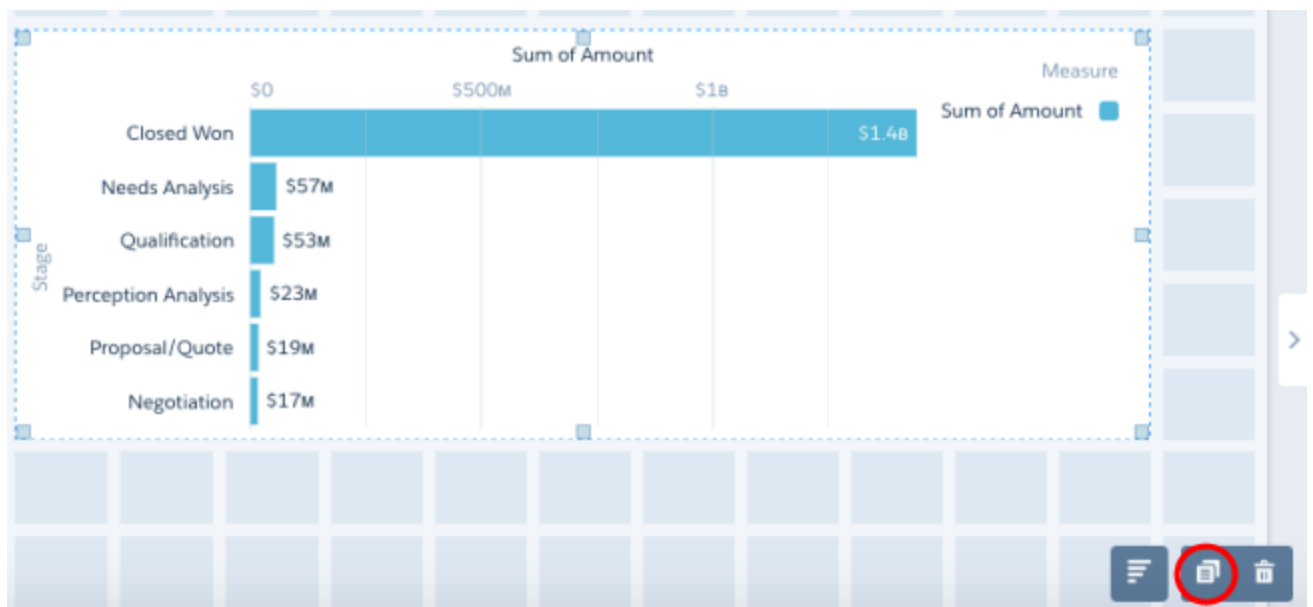 Sum of Amount
Measure
$0 $500M $1B
Sum of Amount
Closed Won $1.4B
Needs Analysis $57M
Qualification $53M
Stage
Perception Analysis $23M
Proposal/Quote $19M
Negotiation $17M